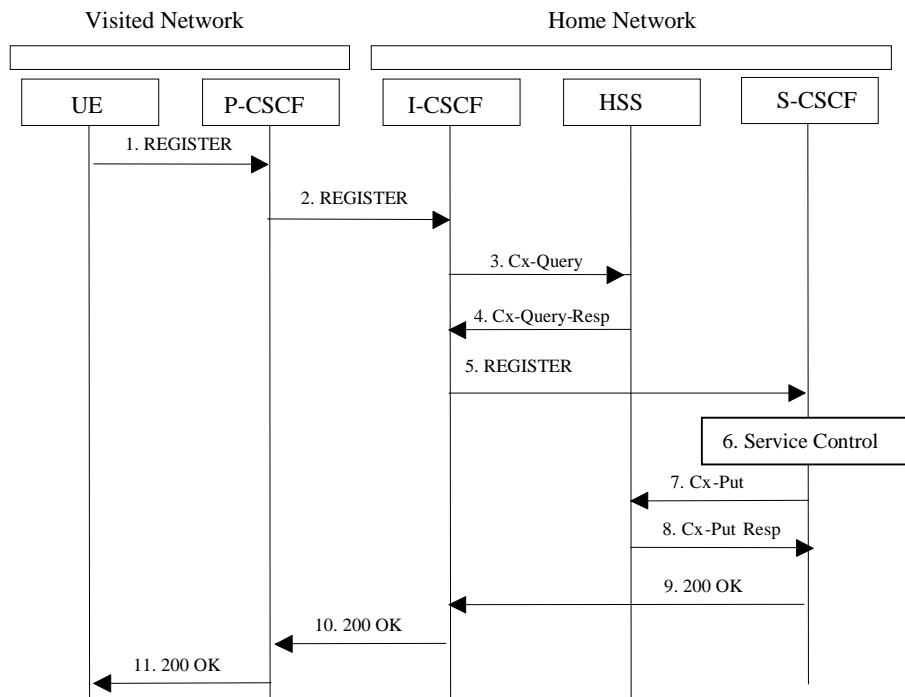 Visited Network
Home Network
UE
P-CSCF
I-CSCF
HSS
S-CSCF
1. REGISTER
2. REGISTER
3. Cx-Query
4. Cx-Query-Resp
5. REGISTER
6. Service Control
7. Cx-Put
8. Cx-Put Resp
9. 200 OK
10. 200 OK
11. 200 OK